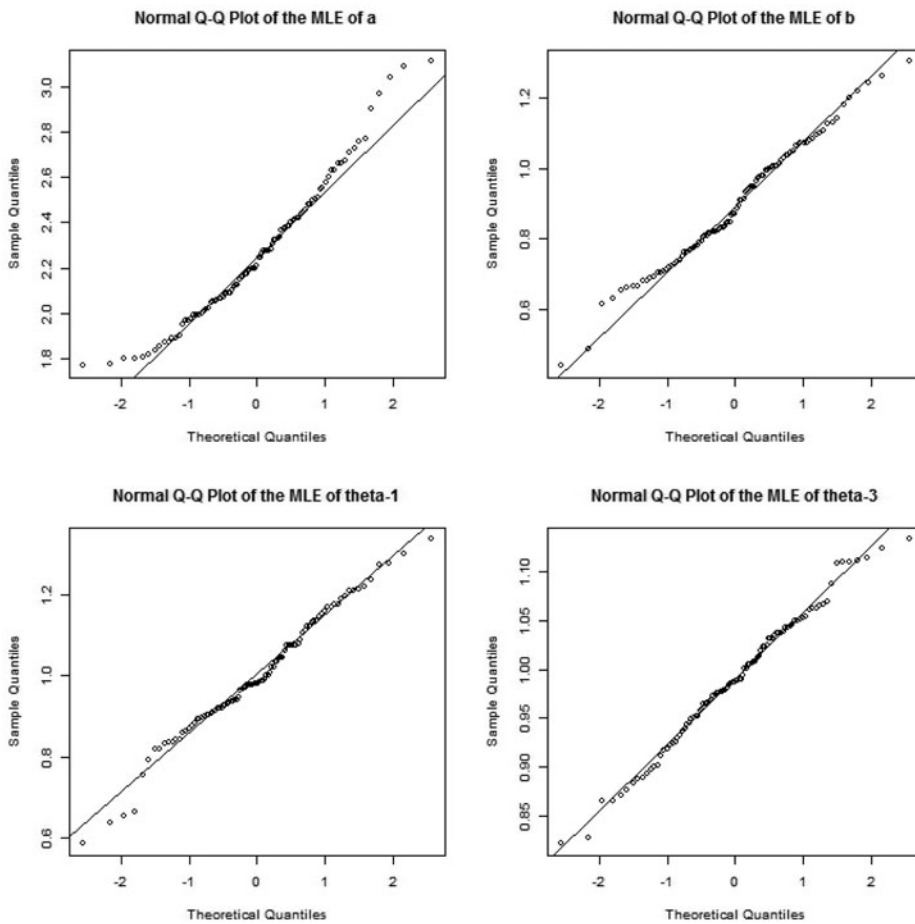 Normal Q-Q Plot of the MLE of a
Sample Quantiles
3.0
2.8
2.6
2.4
2.2
2.0
1.8
-2 -1 0 1 2
Theoretical Quantiles
Normal Q-Q Plot of the MLE of b
Sample Quantiles
1.2
1.0
0.8
0.6
-2 -1 0 1 2
Theoretical Quantiles
Normal Q-Q Plot of the MLE of theta-1
Sample Quantiles
1.2
1.0
0.8
0.6
-2 -1 0 1 2
Theoretical Quantiles
Normal Q-Q Plot of the MLE of theta-3
Sample Quantiles
1.10
1.05
1.00
0.95
0.90
0.85
-2 -1 0 1 2
Theoretical Quantiles